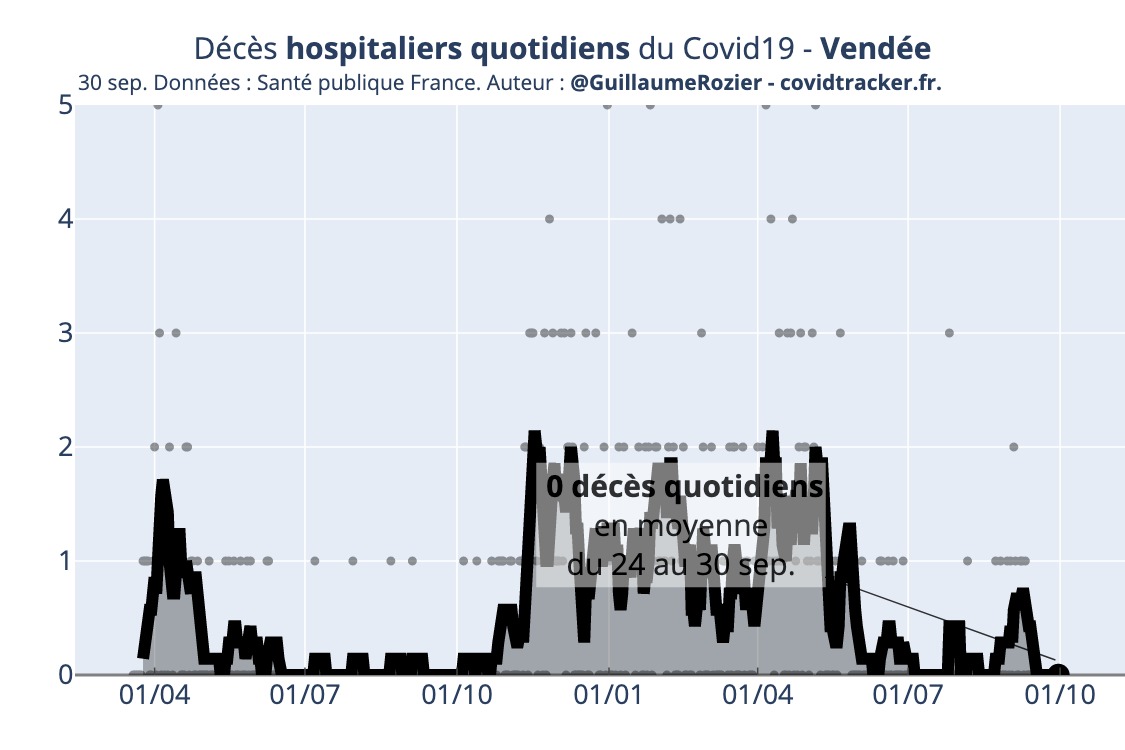 Décès hospitaliers quotidiens du Covid19 - Vendée
30 sep. Données : Santé publique France. Auteur : @GuillaumeRozier - covidtracker.fr.
5
4
3
2
0 décès quotidiens
en moyenne
1
du 24 au 30 sep.
0
01/04 01/07 01/10 01/01 01/04 01/07 01/10